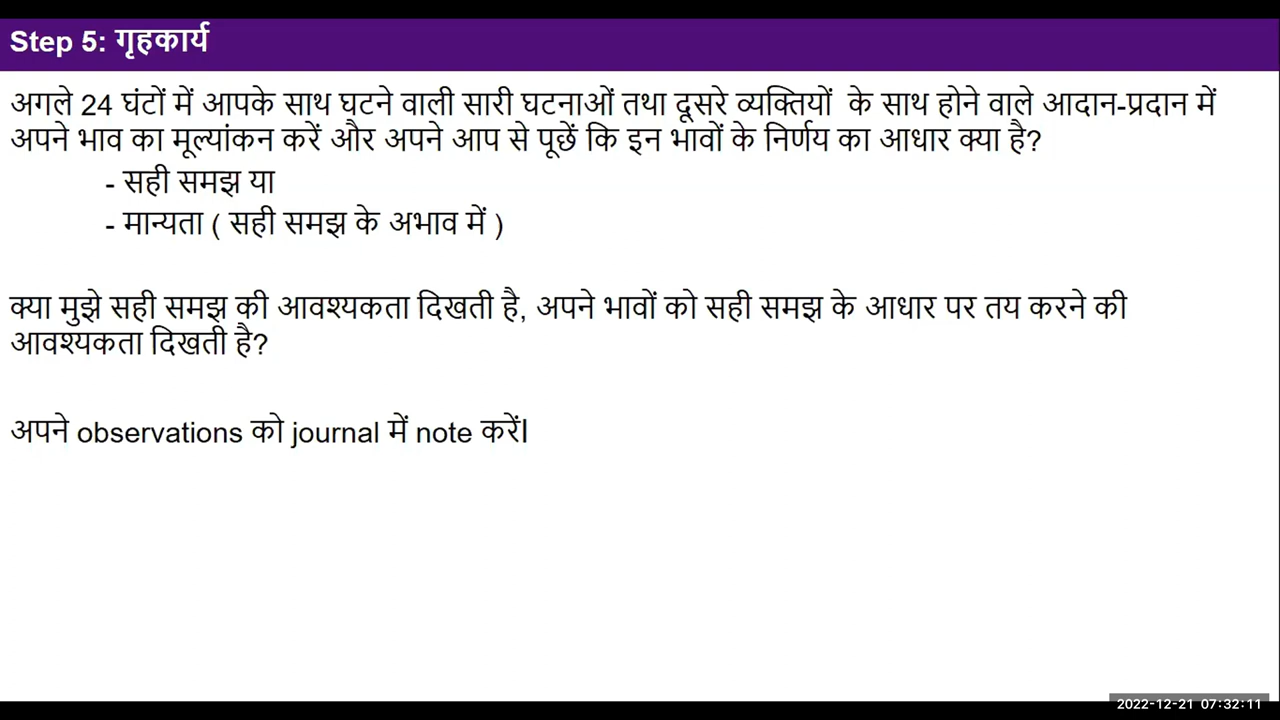 Step 5: गृहकार्य
अगले 24 घंटों में आपके साथ घटने वाली सारी घटनाओं तथा दूसरे व्यक्तियों के साथ होने वाले आदान-प्रदान में
अपने भाव का मूल्यांकन करें और अपने आप से पूछें कि इन भावों के निर्णय का आधार क्या है?
- सही समझ या
- मान्यता ( सही समझ के अभाव में )
क्या मुझे सही समझ की आवश्यकता दिखती है, अपने भावों को सही समझ के आधार पर तय करने की
आवश्यकता दिखती है?
अपने observations को journal में note करें।
2022-12-21 07:32:11